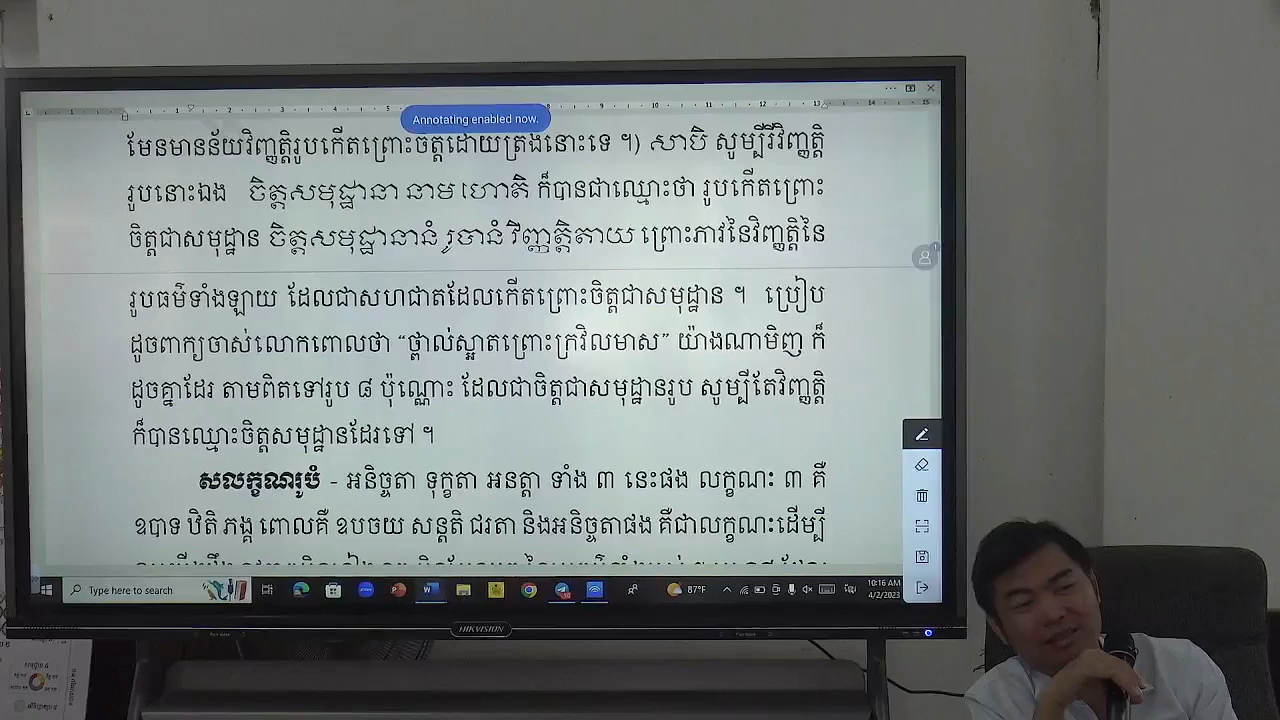 Annotating enabled now.
មែនមានន័យវិញ្ញត្តិរូបកើតព្រោះចិត្តដោយត្រង់នោះទេ ។) សាបិ សូម្បីរីវិញ្ញត្តិ
រូបនោះឯង ចិត្តសមុដ្ឋានា នាម ហោតិ ក៏បានជាឈ្មោះថា រូបកើតព្រោះ
ចិត្តជាសមុដ្ឋាន ចិត្តសមុដ្ឋានានំ រូបានំ វិញ្ញត្តិតាយ ព្រោះភាវនៃវិញ្ញត្តិនៃ
រូបធម៌ទាំងឡាយ ដែលជាសហជាតដែលកើតព្រោះចិត្តជាសមុដ្ឋាន ។ ប្រៀប
ដូចពាក្យចាស់លោកពោលថា “ថ្ពាល់ស្អាតព្រោះក្រវិលមាស” យ៉ាងណាមិញ ក៏
ដូចគ្នាដែរ តាមពិតទៅរូប ៨ ប៉ុណ្ណោះ ដែលជាចិត្តជាសមុដ្ឋានរូប សូម្បីតែវិញ្ញត្តិ
ក៏បានឈ្មោះចិត្តសមុដ្ឋានដែរទៅ ។
សលក្ខណរូបំ - អនិច្ចតា ទុក្ខតា អនត្តា ទាំង ៣ នេះផង លក្ខណៈ ៣ គឺ
ឧបាទ ឋិតិ ភង្គ ពោលគឺ ឧបចយ សន្តតិ ជរតា និងអនិច្ចតាផង គឺជាលក្ខណៈដើម្បី
Type here to search
87°F
10:16 AM
4/2/2023
HIKVISION